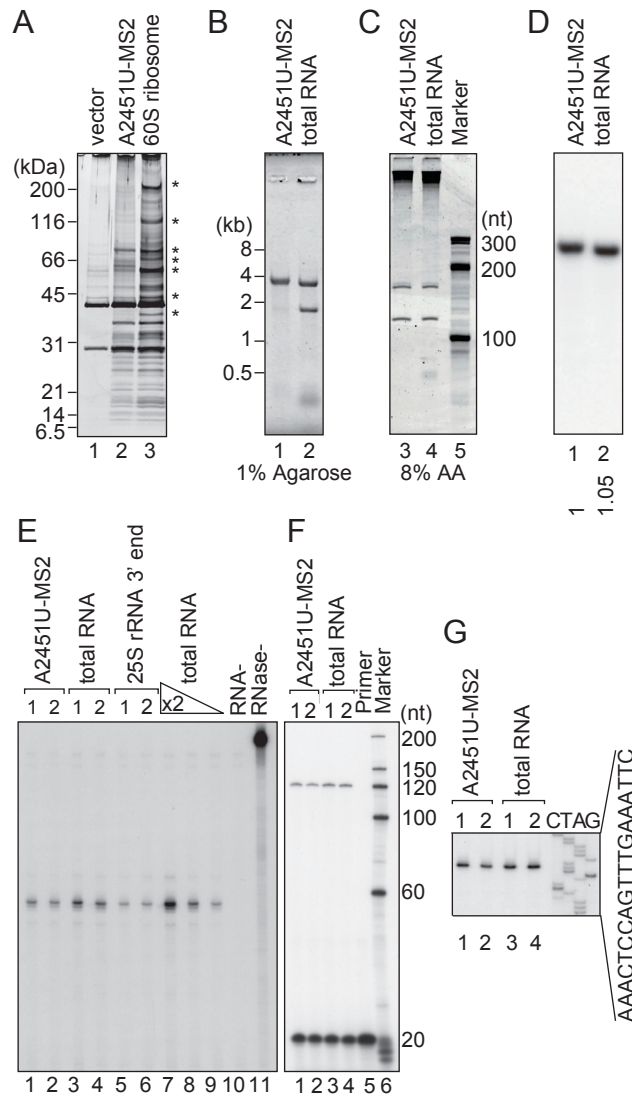 A
vector
A2451U-MS2
60S ribosome
(kDa)
200
116
66
45
31
21
14
6.5
*
*
*
*
*
*
*
1 2 3
B
A2451U-MS2
total RNA
(kb)
8
4
2
1
0.5
1 2
1% Agarose
C
A2451U-MS2
total RNA
Marker
(nt)
300
200
100
3 4 5
8% AA
D
A2451U-MS2
total RNA
1 2
1
1.05
E
A2451U-MS2
total RNA
25S rRNA 3' end
total RNA
RNA-
RNase-
1 2 1 2 1 2 x2
1 2 3 4 5 6 7 8 9 10 11
F
A2451U-MS2
total RNA
Primer
Marker
1 2 1 2
(nt)
200
150
120
100
60
20
1 2 3 4 5 6
G
A2451U-MS2
total RNA
1 2 1 2 CTAG
1 2 3 4
AAACTCCAGTTTGAAATTC